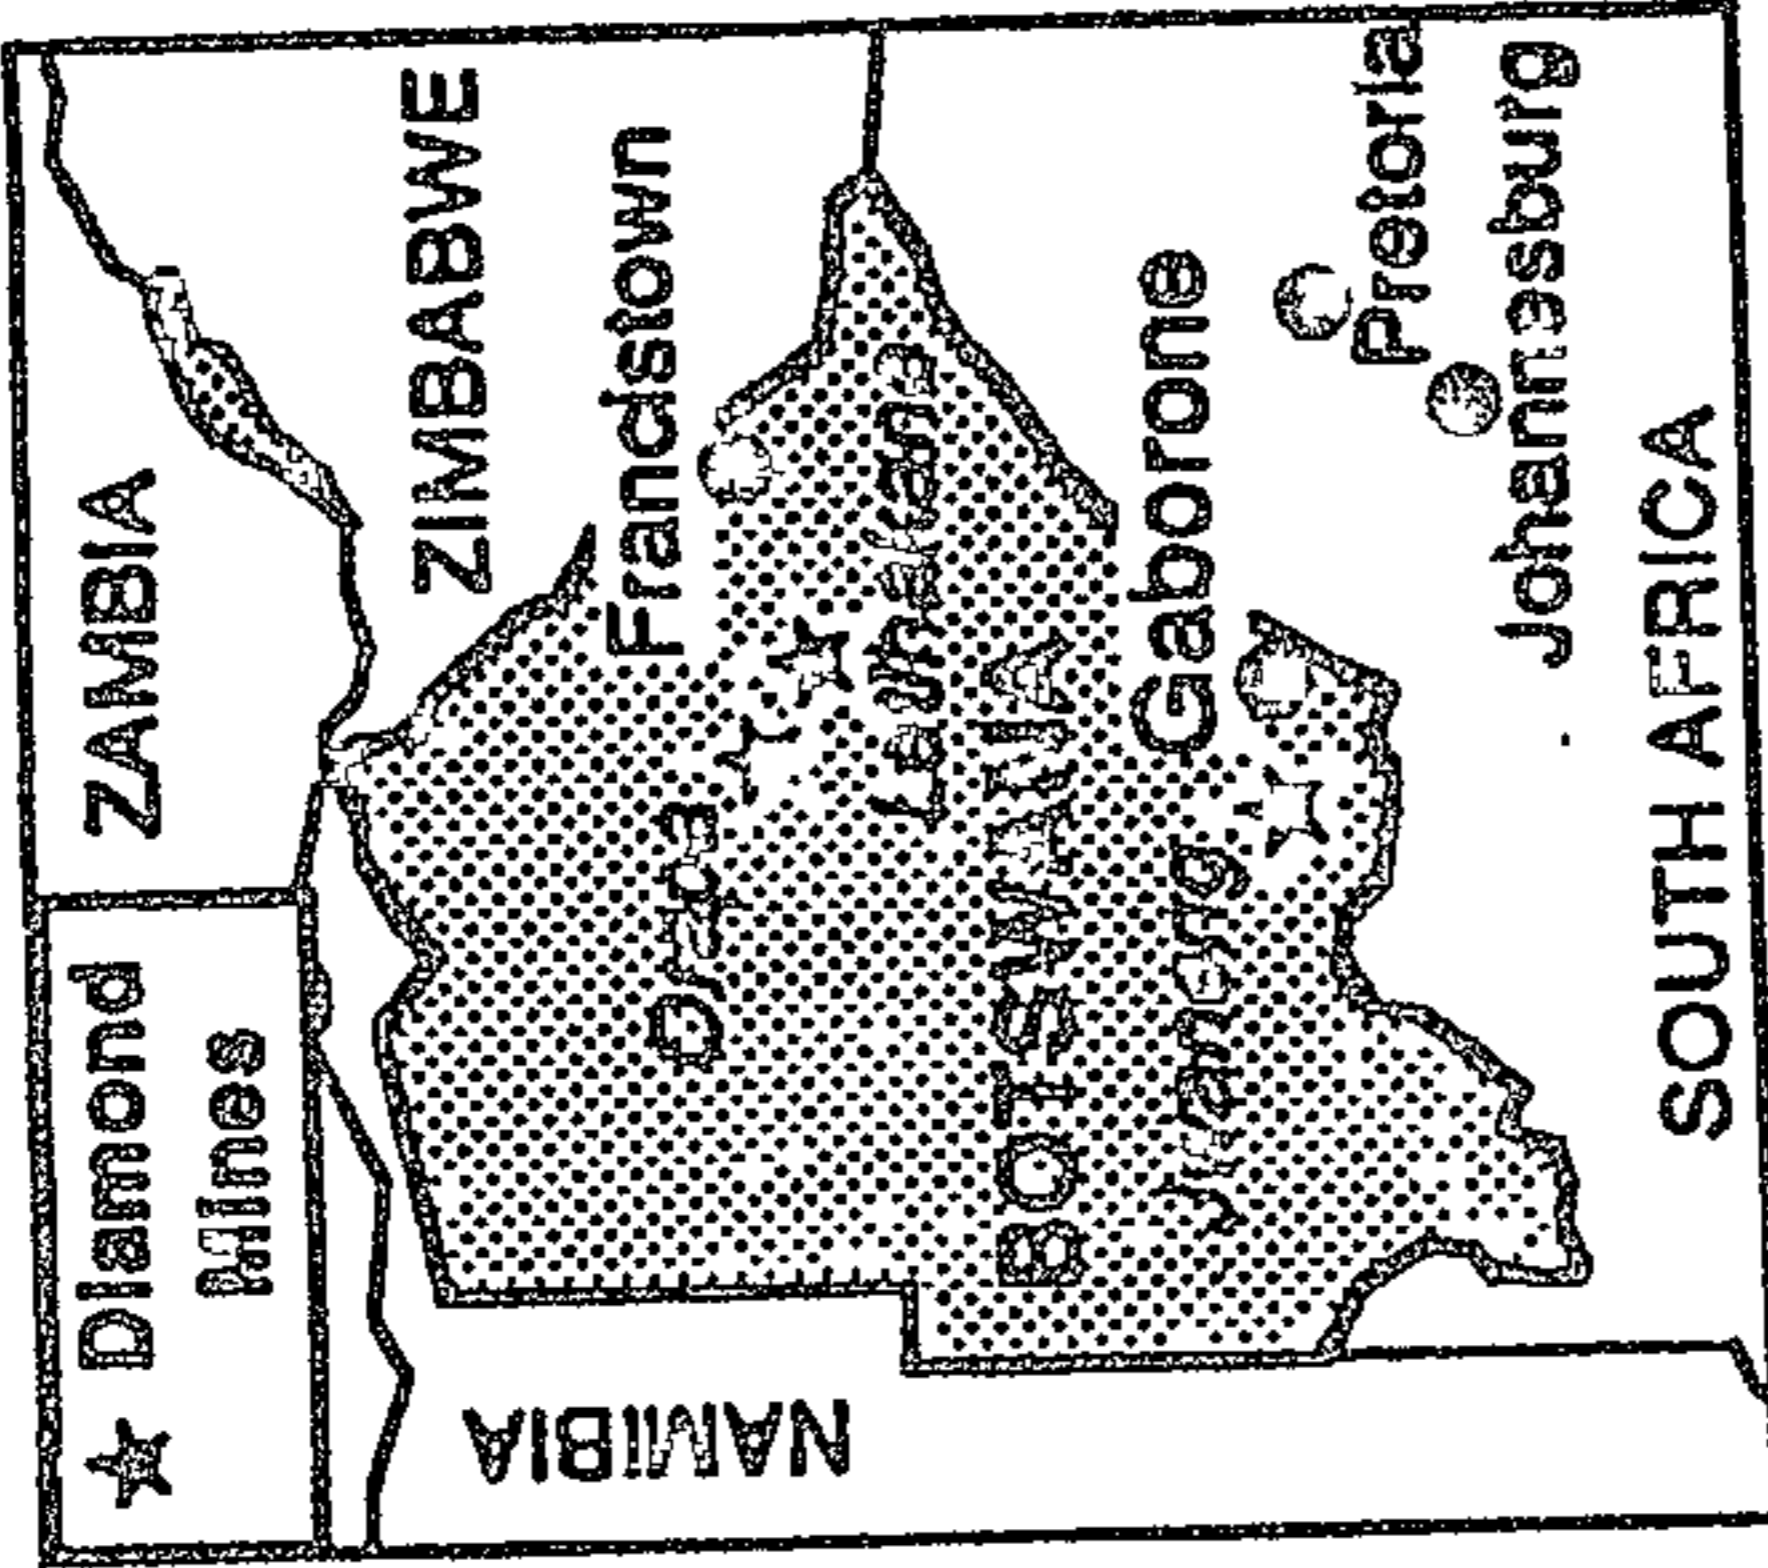 Diamond
Mines
ZAMBIA
ZIMBABWE
NAMIBIA
Francistown
Orapa
Letlhakane
BOTSWANA
Jwaneng
Gaborone
Pretoria
Johannesburg
SOUTH AFRICA